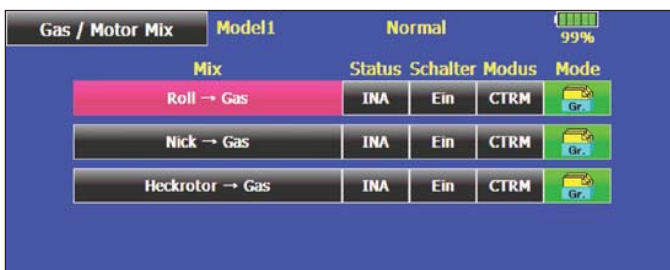 Gas / Motor Mix Model1 Normal 99%
Mix Status Schalter Modus Mode
Roll → Gas INA Ein CTRM Gr.
Nick → Gas INA Ein CTRM Gr.
Heckrotor → Gas INA Ein CTRM Gr.